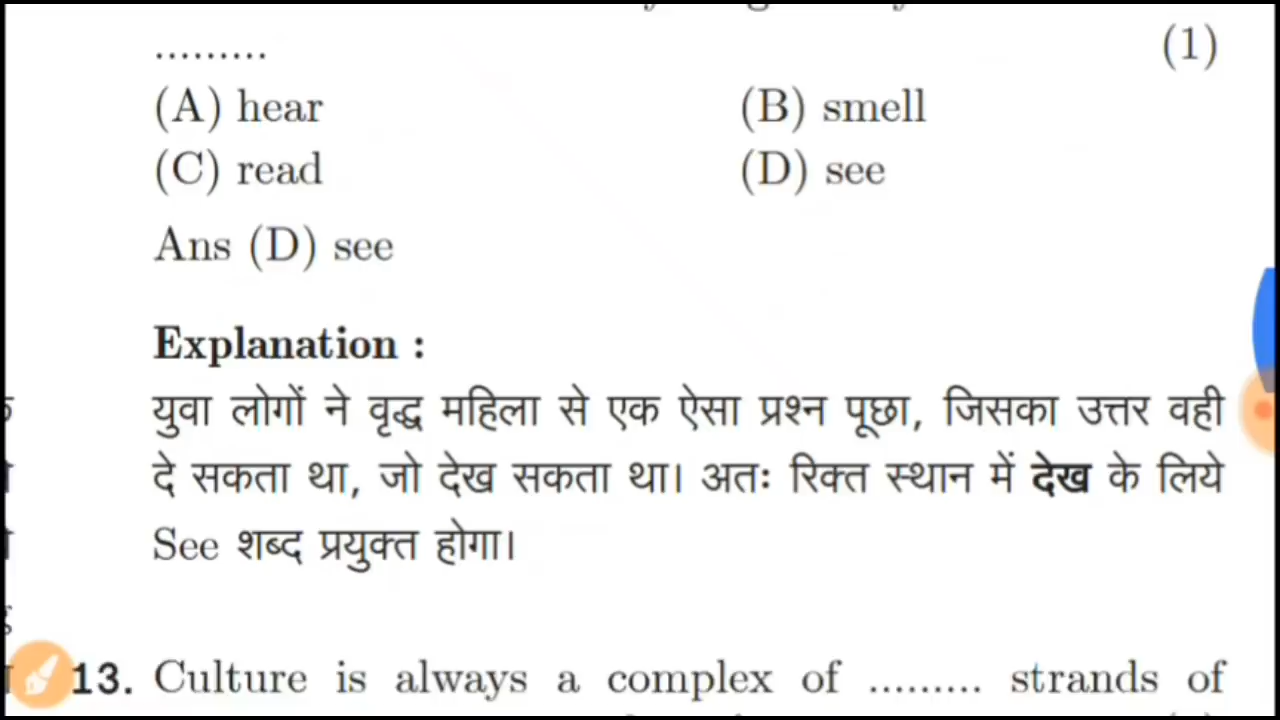 ......... (1)
(A) hear (B) smell
(C) read (D) see
Ans (D) see
Explanation :
युवा लोगों ने वृद्ध महिला से एक ऐसा प्रश्न पूछा, जिसका उत्तर वही
दे सकता था, जो देख सकता था। अतः रिक्त स्थान में देख के लिये
See शब्द प्रयुक्त होगा।
13. Culture is always a complex of ......... strands of